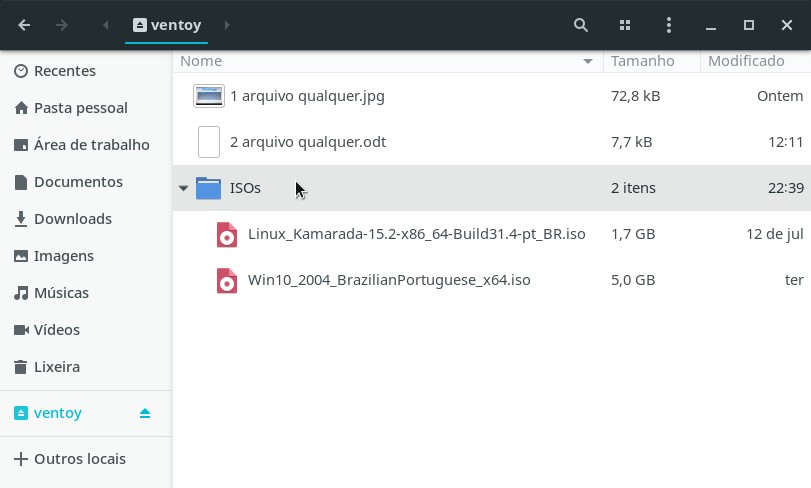 ventoy
Nome Tamanho Modificado
Recentes
Pasta pessoal
Área de trabalho
Documentos
Downloads
Imagens
Músicas
Vídeos
Lixeira
ventoy
Outros locais
1 arquivo qualquer.jpg 72,8 kB Ontem
2 arquivo qualquer.odt 7,7 kB 12:11
ISOs 2 itens 22:39
Linux_Kamarada-15.2-x86_64-Build31.4-pt_BR.iso 1,7 GB 12 de jul
Win10_2004_BrazilianPortuguese_x64.iso 5,0 GB ter